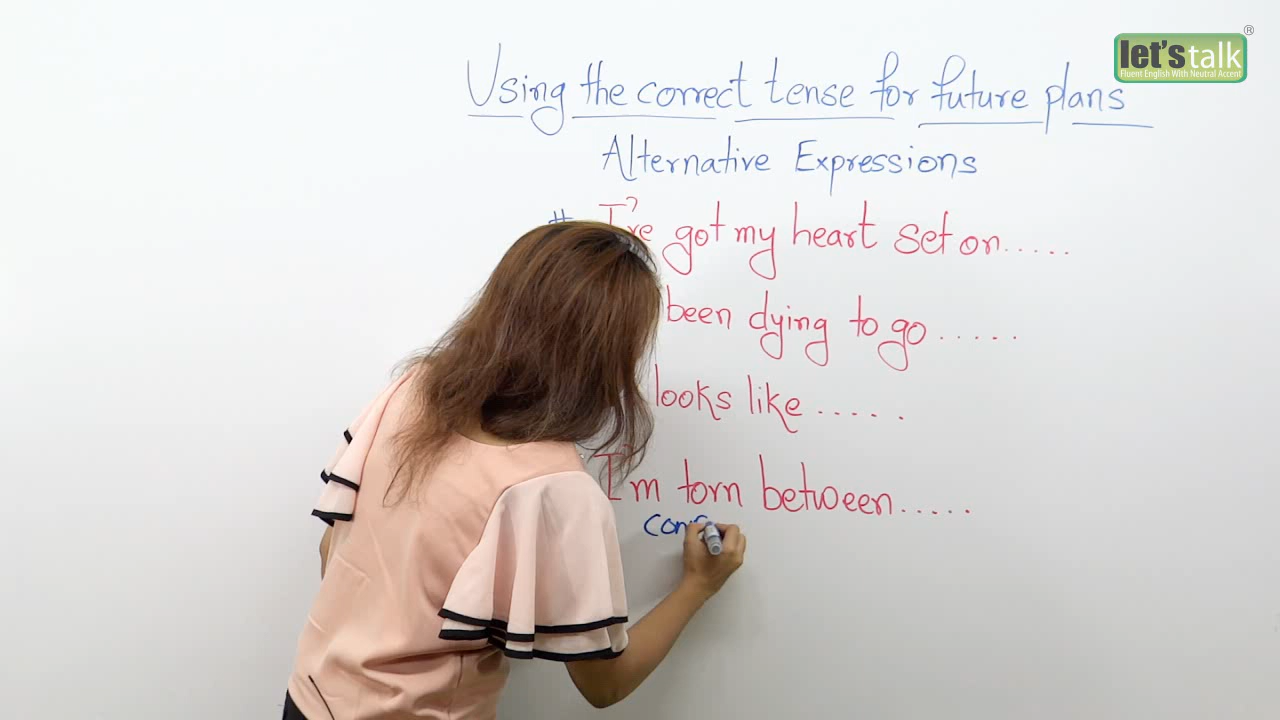 let's talk ®
Fluent English With Neutral Accent
Using the correct tense for future plans
Alternative Expressions
# I've got my heart set on.....
been dying to go.....
looks like.....
I'm torn between.....